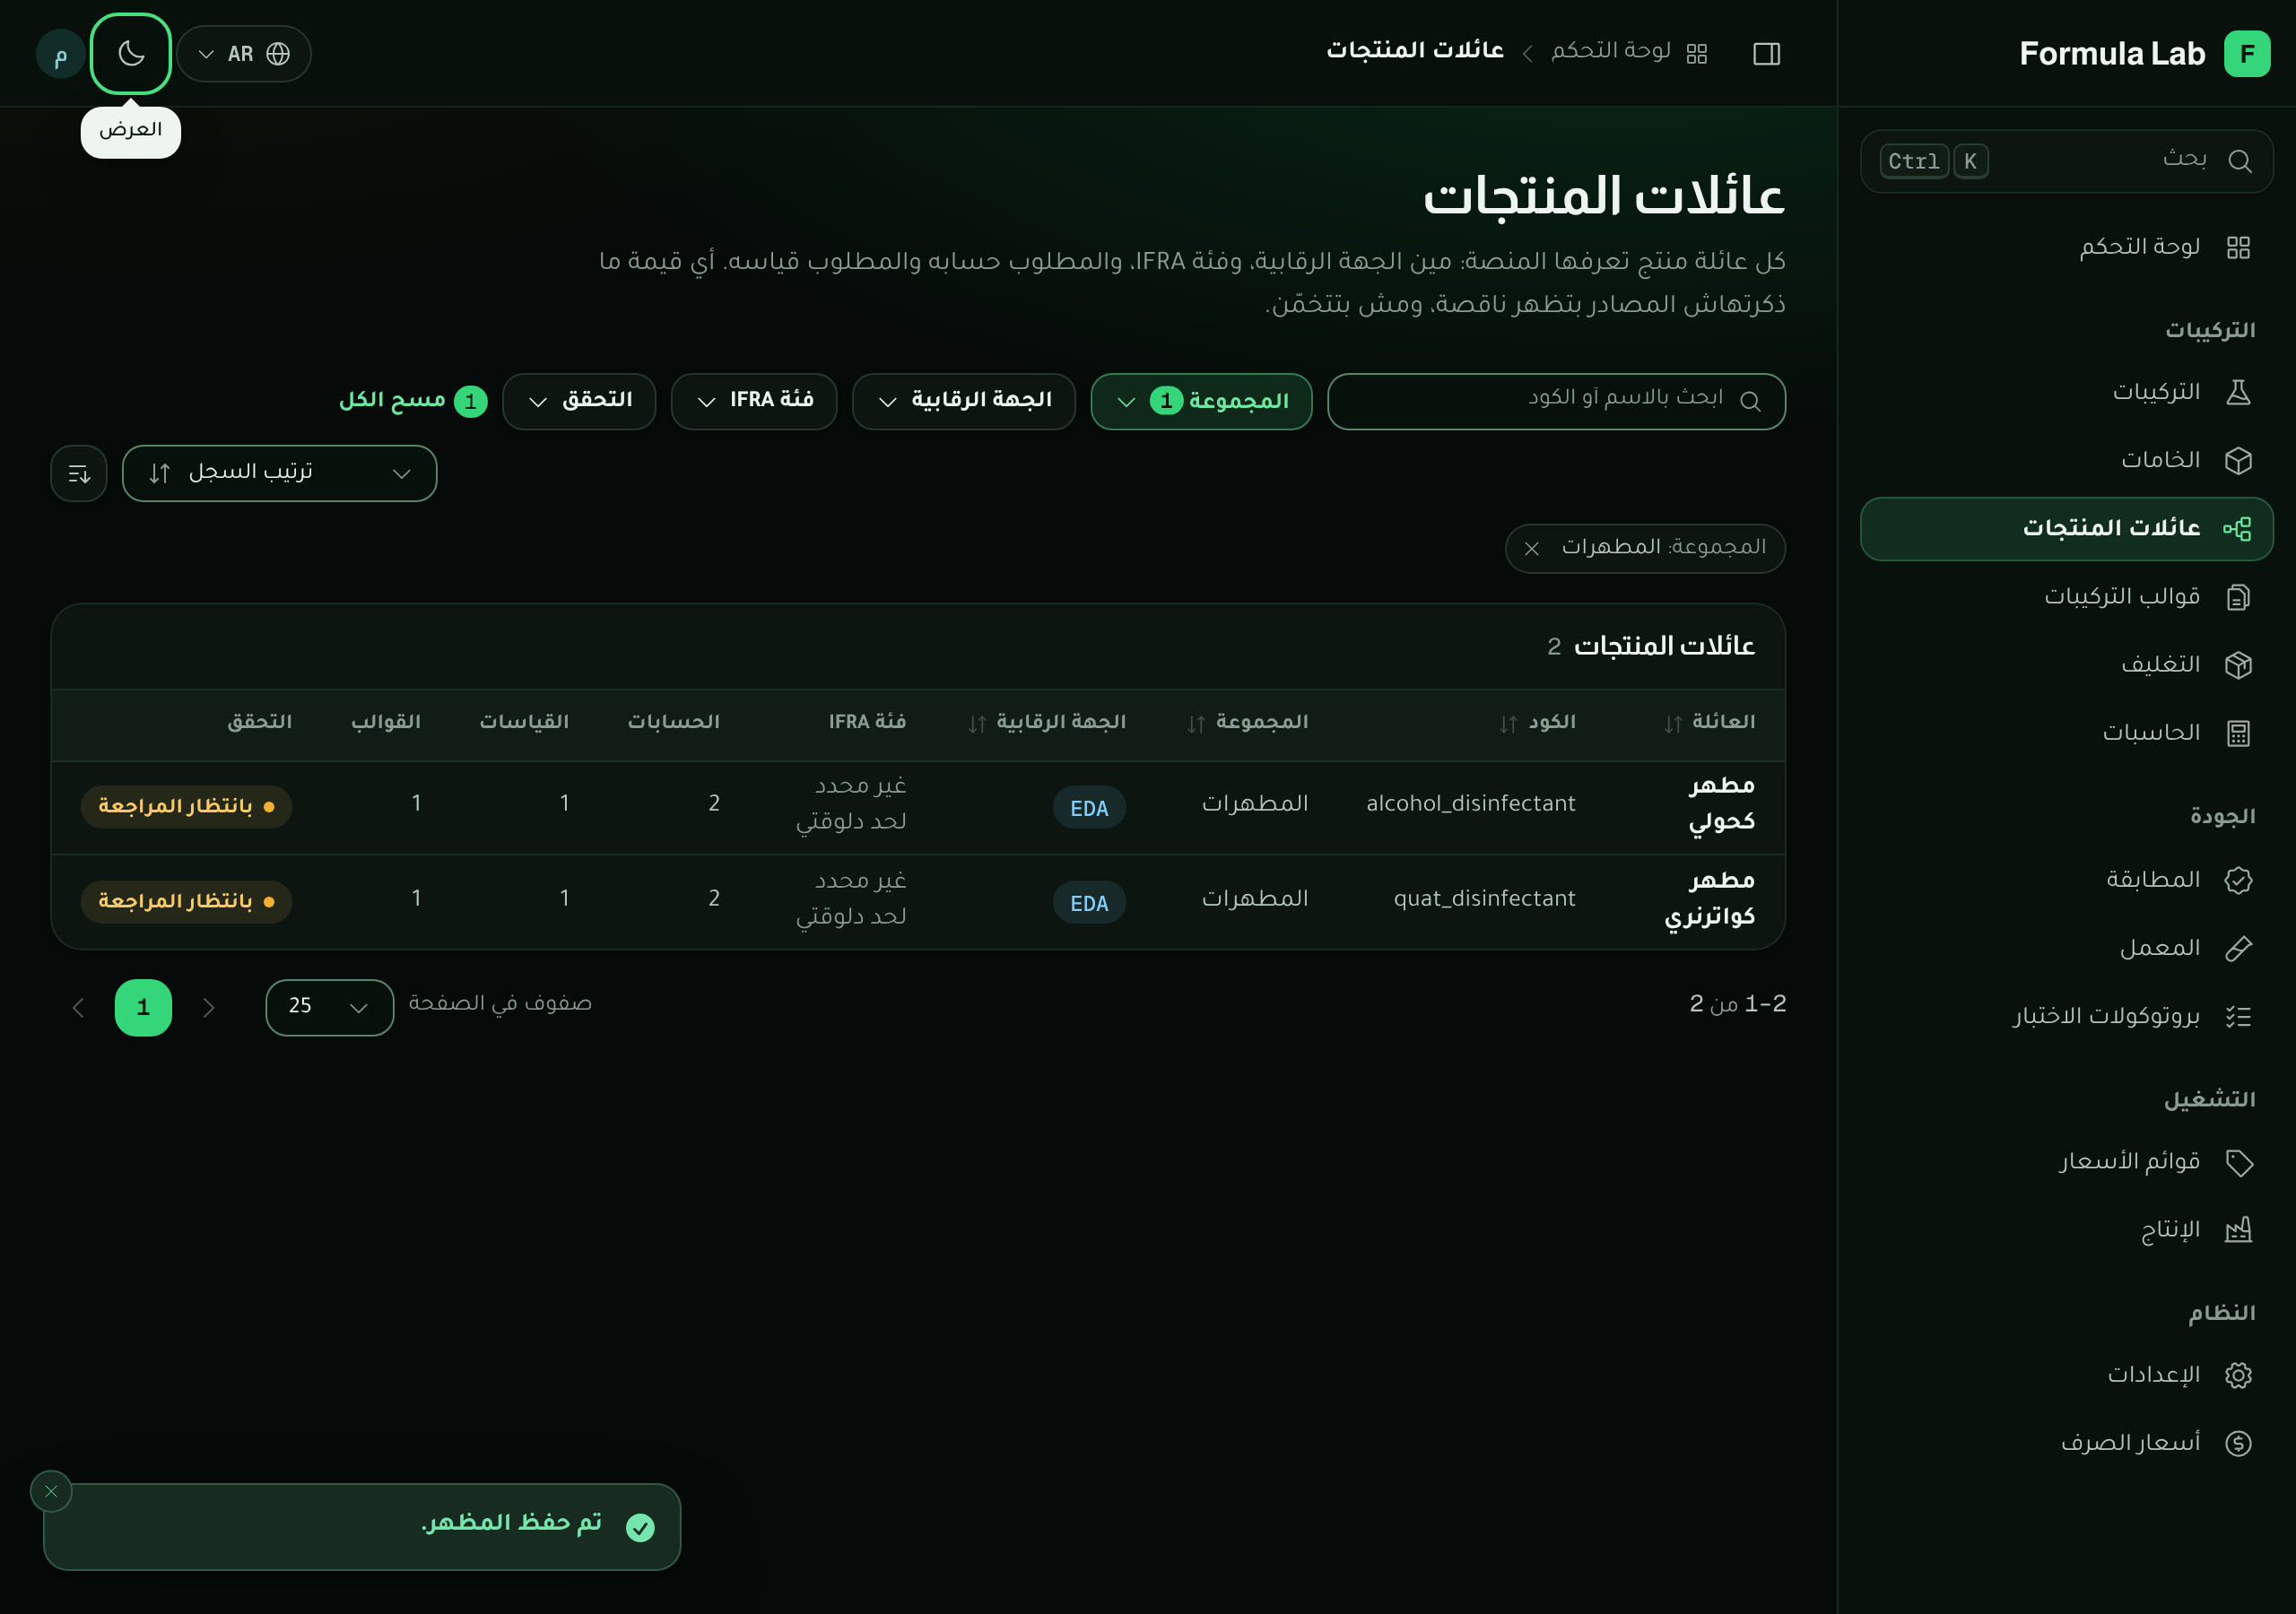 Formula Lab
F
بحث
Ctrl K
لوحة التحكم
التركيبات
التركيبات
الخامات
عائلات المنتجات
قوالب التركيبات
التغليف
الحاسبات
الجودة
المطابقة
المعمل
بروتوكولات الاختبار
التشغيل
قوائم الأسعار
الإنتاج
النظام
الإعدادات
أسعار الصرف
لوحة التحكم
عائلات المنتجات
AR
م
العرض
عائلات المنتجات
كل عائلة منتج تعرفها المنصة: مين الجهة الرقابية، وفئة IFRA، والمطلوب حسابه والمطلوب قياسه. أي قيمة ما
ذكرتهاش المصادر بتظهر ناقصة، ومش بتتخمّن.
ابحث بالاسم أو الكود
المجموعة 1
الجهة الرقابية
فئة IFRA
التحقق
1 مسح الكل
ترتيب السجل
المجموعة: المطهرات
عائلات المنتجات 2
العائلة الكود المجموعة الجهة الرقابية فئة IFRA الحسابات القياسات القوالب التحقق
مطهر كحولي alcohol_disinfectant المطهرات EDA غير محدد لحد دلوقتي 2 1 1 بانتظار المراجعة
مطهر كواترنري quat_disinfectant المطهرات EDA غير محدد لحد دلوقتي 2 1 1 بانتظار المراجعة
1–2 من 2
صفوف في الصفحة
25
1
تم حفظ المظهر.